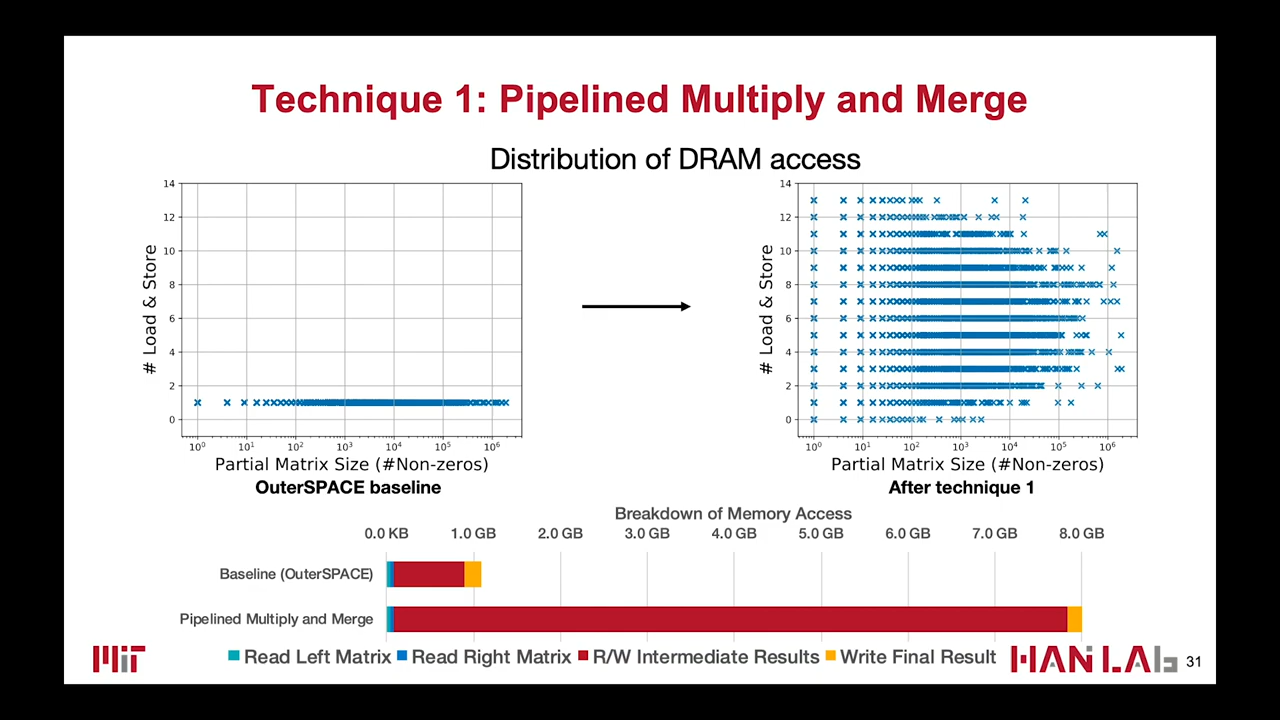 Technique 1: Pipelined Multiply and Merge
Distribution of DRAM access
14
12
10
8
6
4
2
0
# Load & Store
10⁰ 10¹ 10² 10³ 10⁴ 10⁵ 10⁶
Partial Matrix Size (#Non-zeros)
OuterSPACE baseline
14
12
10
8
6
4
2
0
# Load & Store
10⁰ 10¹ 10² 10³ 10⁴ 10⁵ 10⁶
Partial Matrix Size (#Non-zeros)
After technique 1
Breakdown of Memory Access
0.0 KB 1.0 GB 2.0 GB 3.0 GB 4.0 GB 5.0 GB 6.0 GB 7.0 GB 8.0 GB
Baseline (OuterSPACE)
Pipelined Multiply and Merge
Read Left Matrix Read Right Matrix R/W Intermediate Results Write Final Result
MIT
HAN LAB
31